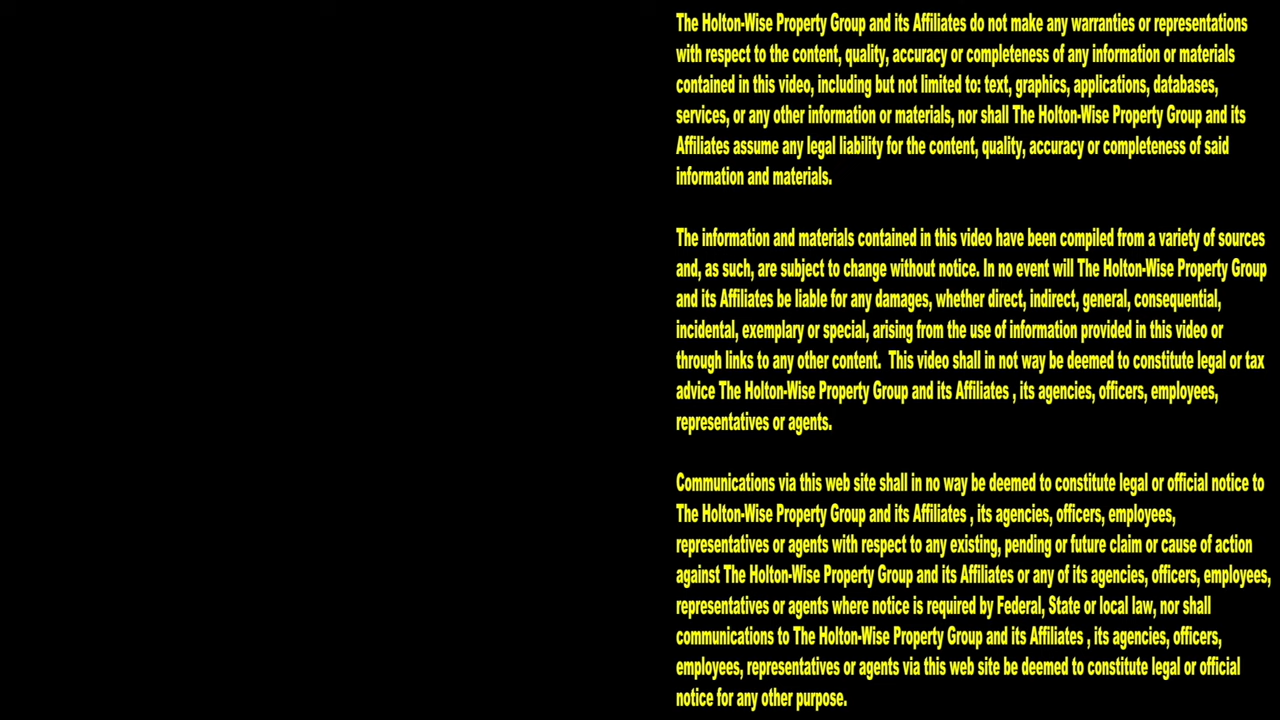 The Holton-Wise Property Group and its Affiliates do not make any warranties or representations
with respect to the content, quality, accuracy or completeness of any information or materials
contained in this video, including but not limited to: text, graphics, applications, databases,
services, or any other information or materials, nor shall The Holton-Wise Property Group and its
Affiliates assume any legal liability for the content, quality, accuracy or completeness of said
information and materials.
The information and materials contained in this video have been compiled from a variety of sources
and, as such, are subject to change without notice. In no event will The Holton-Wise Property Group
and its Affiliates be liable for any damages, whether direct, indirect, general, consequential,
incidental, exemplary or special, arising from the use of information provided in this video or
through links to any other content. This video shall in not way be deemed to constitute legal or tax
advice The Holton-Wise Property Group and its Affiliates , its agencies, officers, employees,
representatives or agents.
Communications via this web site shall in no way be deemed to constitute legal or official notice to
The Holton-Wise Property Group and its Affiliates , its agencies, officers, employees,
representatives or agents with respect to any existing, pending or future claim or cause of action
against The Holton-Wise Property Group and its Affiliates or any of its agencies, officers, employees,
representatives or agents where notice is required by Federal, State or local law, nor shall
communications to The Holton-Wise Property Group and its Affiliates , its agencies, officers,
employees, representatives or agents via this web site be deemed to constitute legal or official
notice for any other purpose.